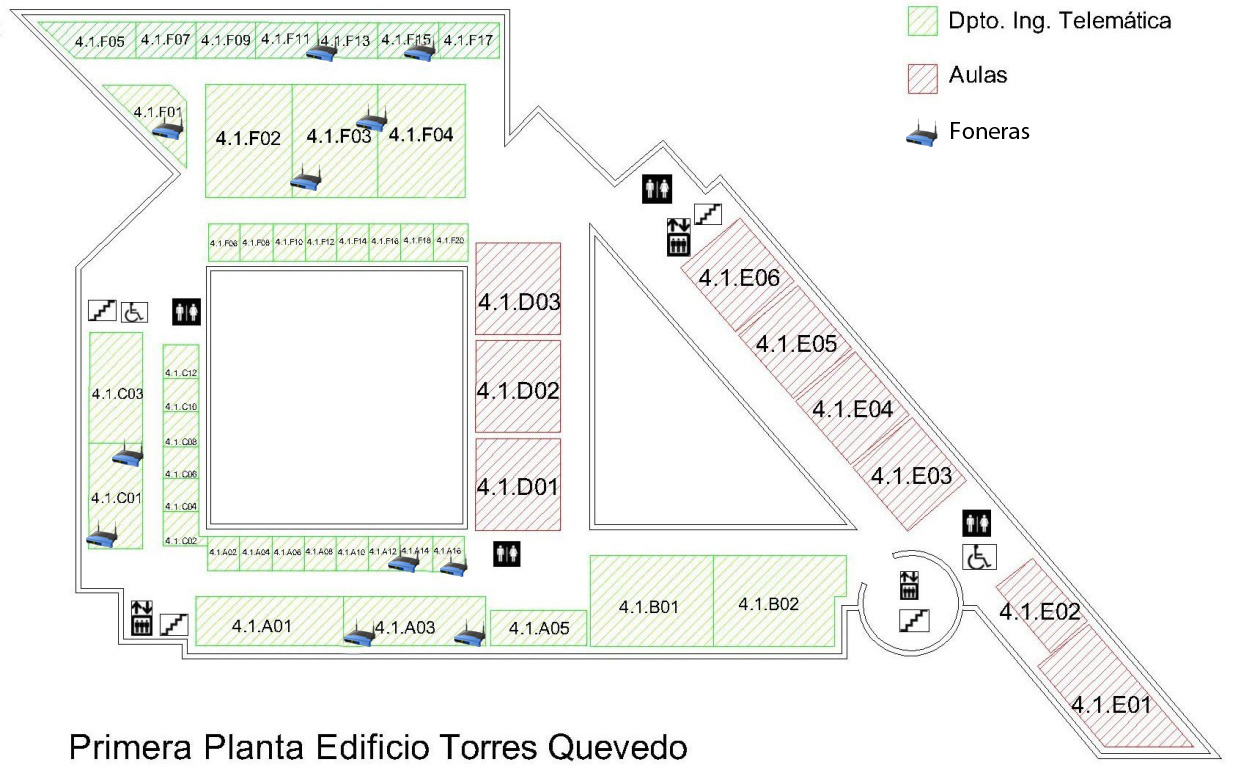 4.1.F05 4.1.F07 4.1.F09 4.1.F11 4.1.F13 4.1.F15 4.1.F17
Dpto. Ing. Telemática
Aulas
Foneras
4.1.F01
4.1.F02 4.1.F03 4.1.F04
4.1.F06 4.1.F08 4.1.F10 4.1.F12 4.1.F14 4.1.F16 4.1.F18 4.1.F20
4.1.D03
4.1.D02
4.1.D01
4.1.E06
4.1.E05
4.1.E04
4.1.E03
4.1.E02
4.1.E01
4.1.C03
4.1.C01
4.1.C12
4.1.C10
4.1.C08
4.1.C06
4.1.C04
4.1.C02
4.1.A02 4.1.A04 4.1.A06 4.1.A08 4.1.A10 4.1.A12 4.1.A14 4.1.A16
4.1.A01 4.1.A03 4.1.A05
4.1.B01 4.1.B02
Primera Planta Edificio Torres Quevedo